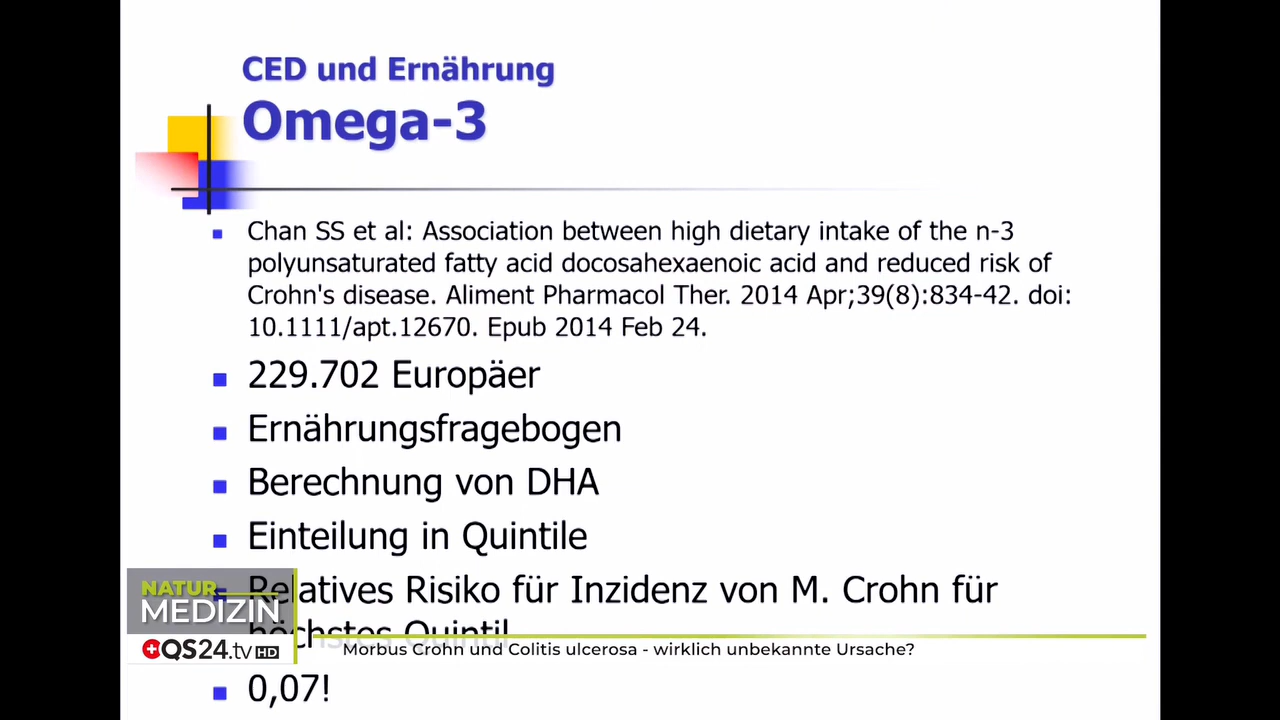 CED und Ernährung
Omega-3
Chan SS et al: Association between high dietary intake of the n-3
polyunsaturated fatty acid docosahexaenoic acid and reduced risk of
Crohn's disease. Aliment Pharmacol Ther. 2014 Apr;39(8):834-42. doi:
10.1111/apt.12670. Epub 2014 Feb 24.
229.702 Europäer
Ernährungsfragebogen
Berechnung von DHA
Einteilung in Quintile
Relatives Risiko für Inzidenz von M. Crohn für
höchstes Quintil
NATUR
MEDIZIN
QS24.tv HD
Morbus Crohn und Colitis ulcerosa - wirklich unbekannte Ursache?
0,07!